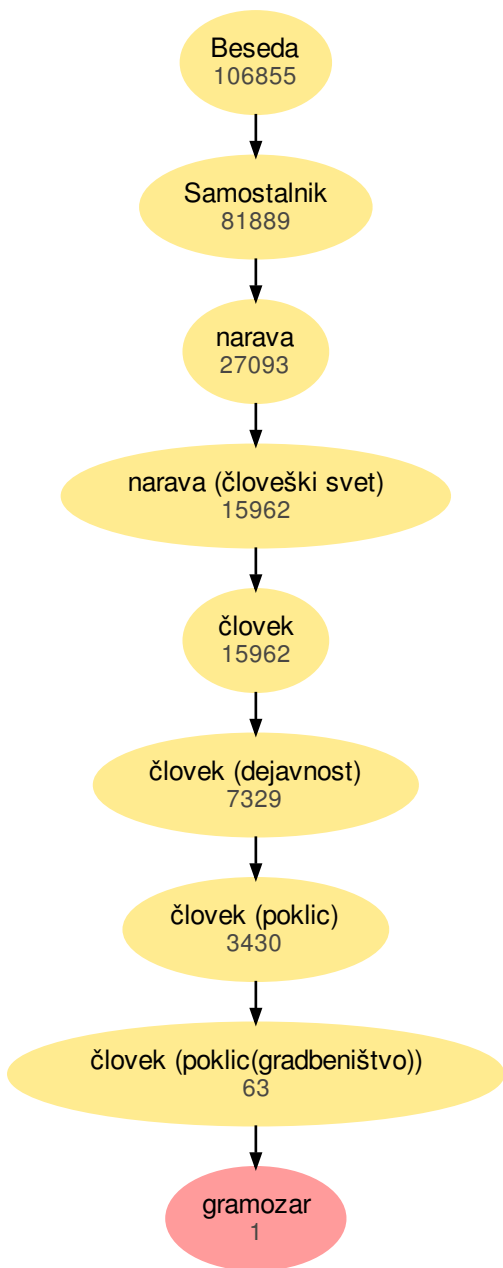 Beseda
106855
Samostalnik
81889
narava
27093
narava (človeški svet)
15962
človek
15962
človek (dejavnost)
7329
človek (poklic)
3430
človek (poklic(gradbeništvo))
63
gramozar
1